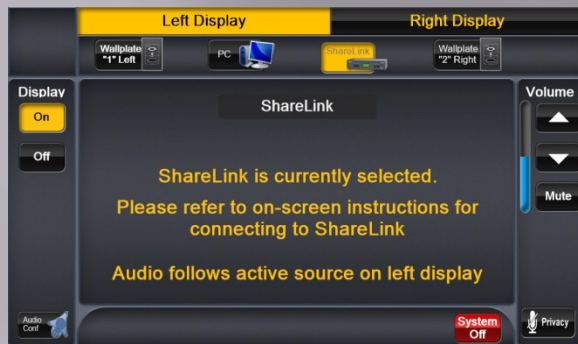 Left Display
Right Display
Wallplate
"1" Left
PC
ShareLink
Wallplate
"2" Right
Display
On
Off
ShareLink
ShareLink is currently selected.
Please refer to on-screen instructions for
connecting to ShareLink
Audio follows active source on left display
Volume
Mute
Audio
Conf
System
Off
Privacy